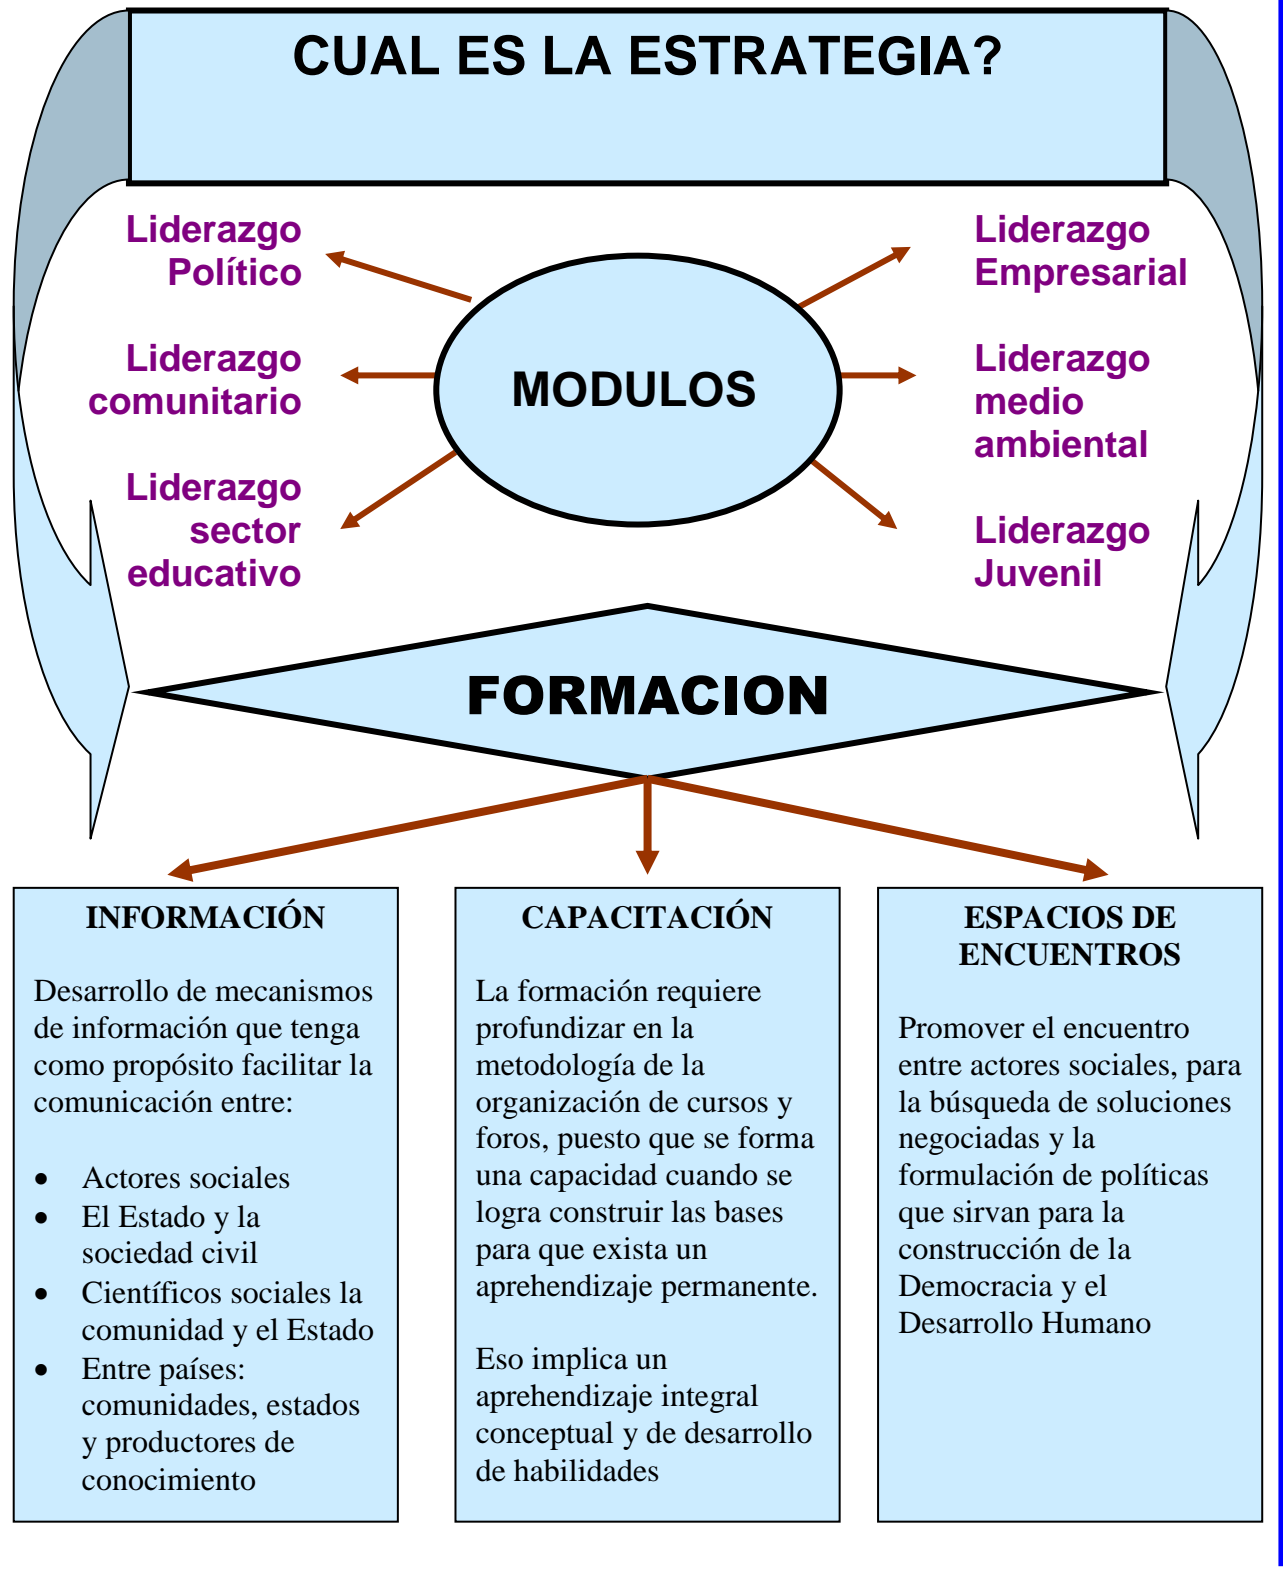 CUAL ES LA ESTRATEGIA?
Liderazgo
Político
Liderazgo
comunitario
Liderazgo
sector
educativo
MODULOS
Liderazgo
Empresarial
Liderazgo
medio
ambiental
Liderazgo
Juvenil
FORMACION
INFORMACIÓN
Desarrollo de mecanismos
de información que tenga
como propósito facilitar la
comunicación entre:
• Actores sociales
• El Estado y la
sociedad civil
• Científicos sociales la
comunidad y el Estado
• Entre países:
comunidades, estados
y productores de
conocimiento
CAPACITACIÓN
La formación requiere
profundizar en la
metodología de la
organización de cursos y
foros, puesto que se forma
una capacidad cuando se
logra construir las bases
para que exista un
aprehendizaje permanente.
Eso implica un
aprehendizaje integral
conceptual y de desarrollo
de habilidades
ESPACIOS DE
ENCUENTROS
Promover el encuentro
entre actores sociales, para
la búsqueda de soluciones
negociadas y la
formulación de políticas
que sirvan para la
construcción de la
Democracia y el
Desarrollo Humano